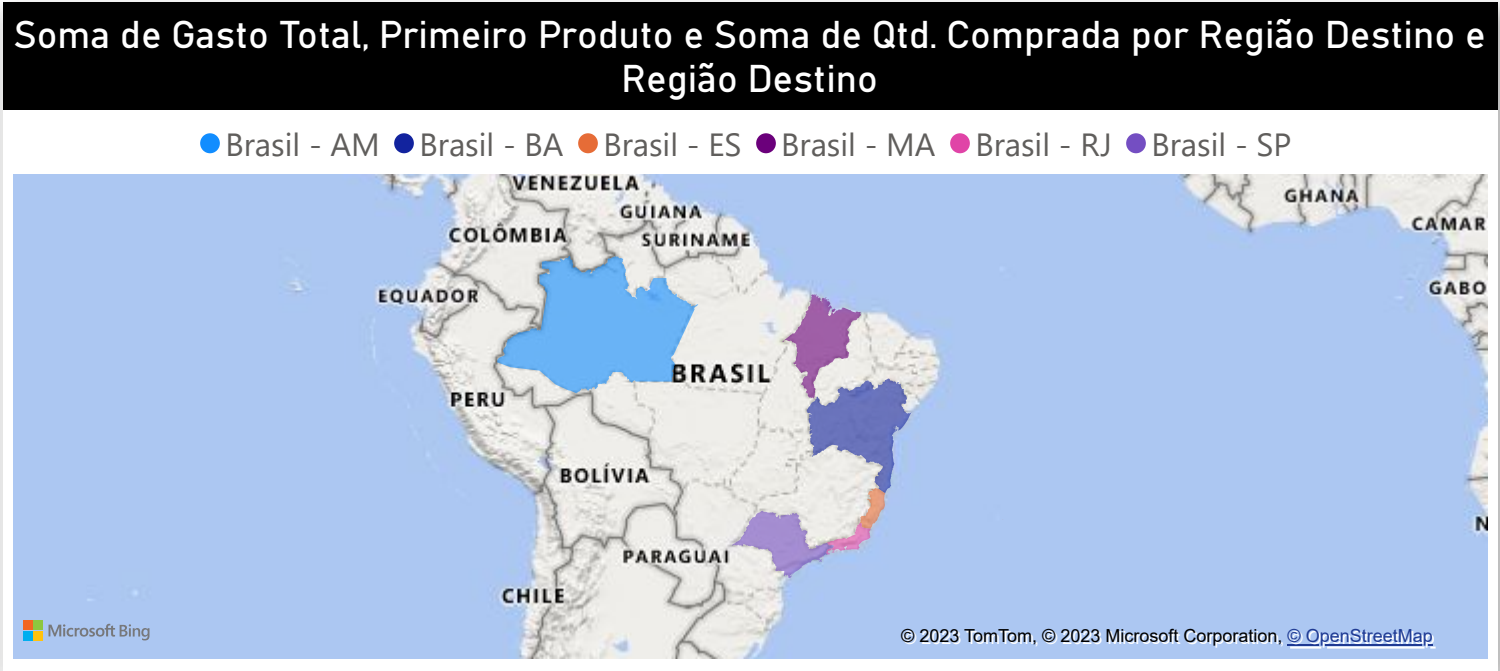 Soma de Gasto Total, Primeiro Produto e Soma de Qtd. Comprada por Região Destino e
Região Destino
Brasil - AM Brasil - BA Brasil - ES Brasil - MA Brasil - RJ Brasil - SP
VENEZUELA
GHANA
GUIANA
CAMAR
COLÔMBIA
SURINAME
GABO
EQUADOR
BRASIL
PERU
BOLÍVIA
N
PARAGUAI
CHILE
Microsoft Bing
© 2023 TomTom, © 2023 Microsoft Corporation, © OpenStreetMap